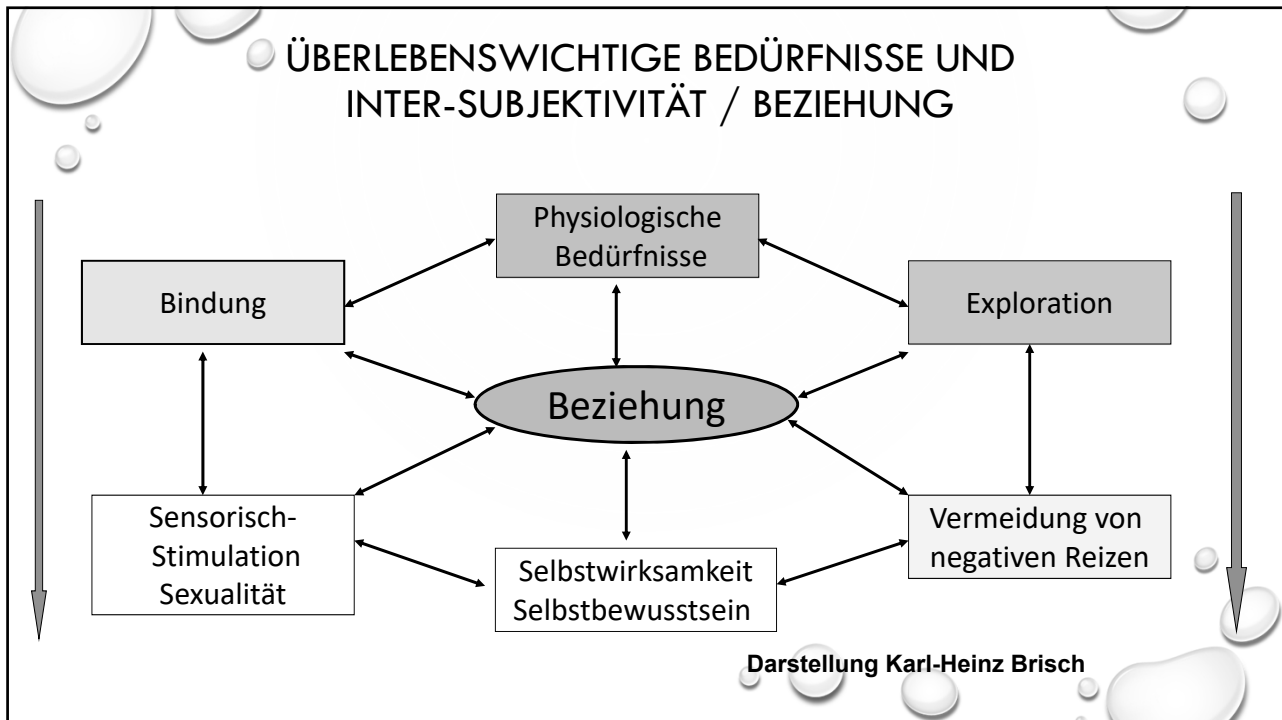 ÜBERLEBENSWICHTIGE BEDÜRFNISSE UND
INTER-SUBJEKTIVITÄT / BEZIEHUNG
Physiologische
Bedürfnisse
Bindung
Exploration
Beziehung
Sensorisch-
Stimulation
Sexualität
Selbstwirksamkeit
Selbstbewusstsein
Vermeidung von
negativen Reizen
Darstellung Karl-Heinz Brisch